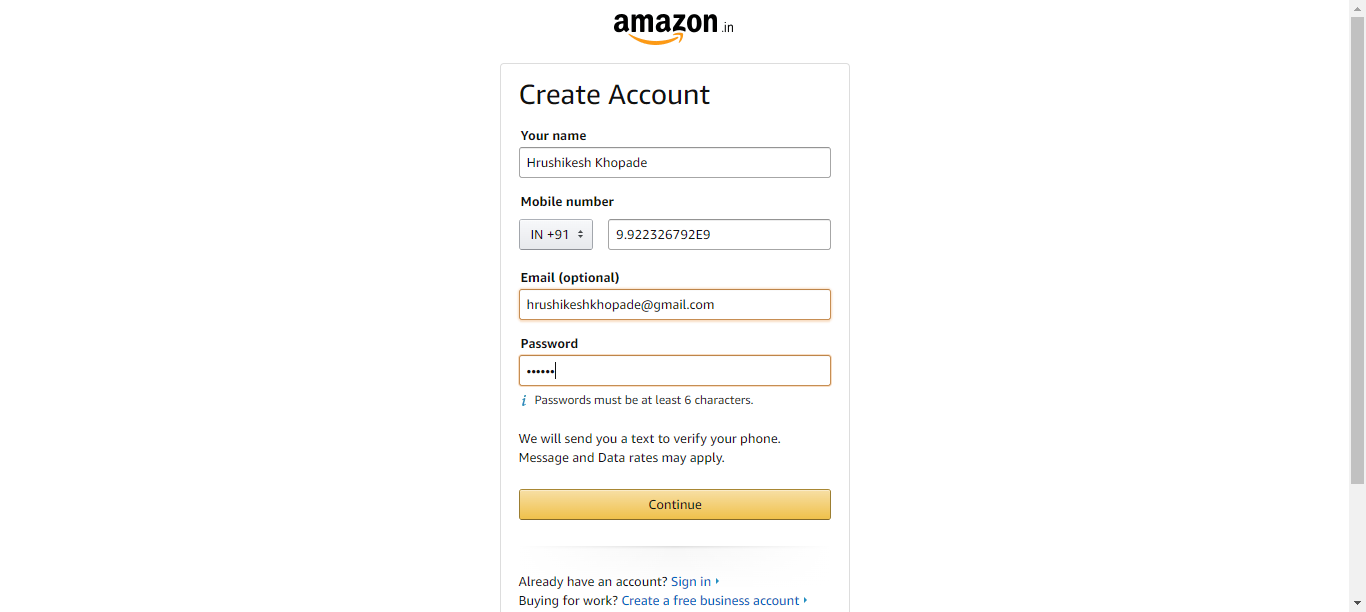 amazon.in
Create Account
Your name
Hrushikesh Khopade
Mobile number
IN +91 9.922326792E9
Email (optional)
hrushikeshkhopade@gmail.com
Password
••••••
i Passwords must be at least 6 characters.
We will send you a text to verify your phone.
Message and Data rates may apply.
Continue
Already have an account? Sign in
Buying for work? Create a free business account